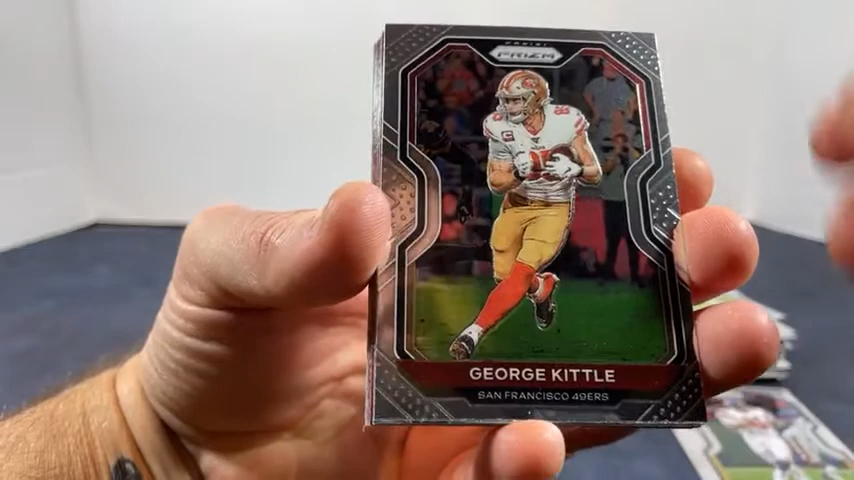 PANINI
PRIZM
GEORGE KITTLE
SAN FRANCISCO 49ERS